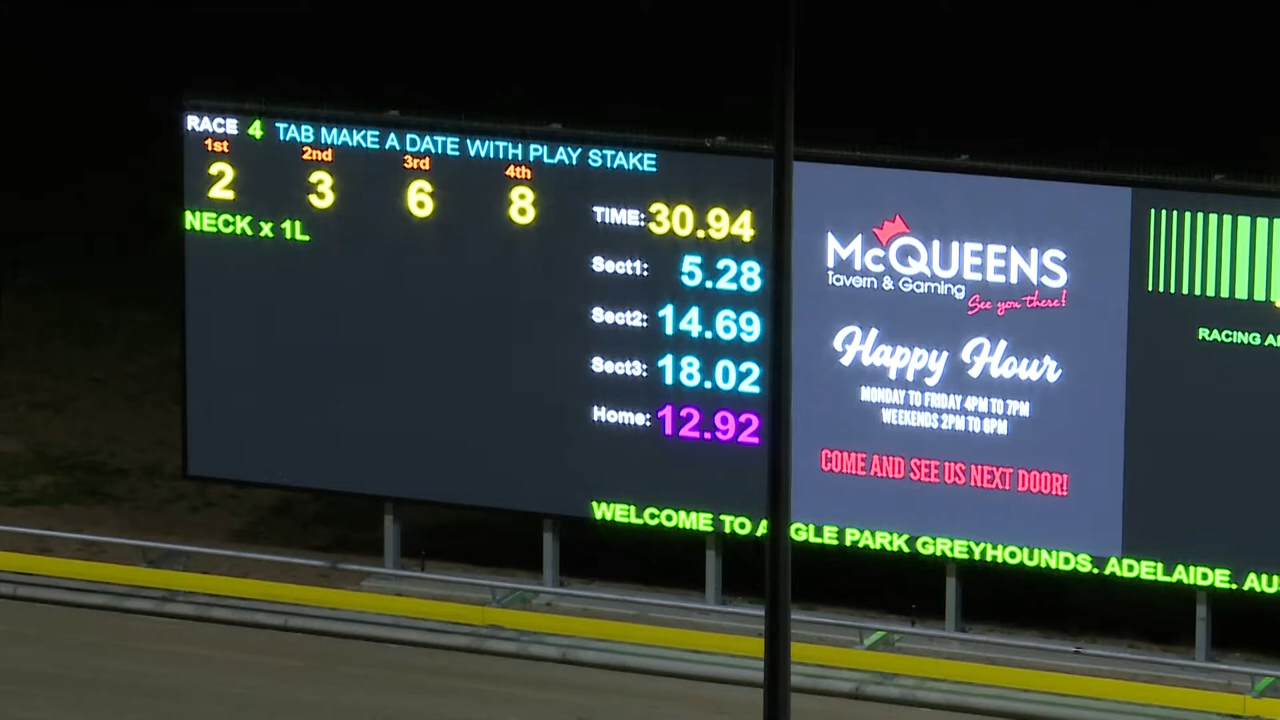 RACE 4 TAB MAKE A DATE WITH PLAY STAKE
1st 2nd 3rd 4th
2 3 6 8
NECK x 1L
TIME: 30.94
Sect1: 5.28
Sect2: 14.69
Sect3: 18.02
Home: 12.92
McQUEENS
Tavern & Gaming
See you there!
Happy Hour
MONDAY TO FRIDAY 4PM TO 7PM
WEEKENDS 2PM TO 6PM
COME AND SEE US NEXT DOOR!
RACING
WELCOME TO A GLE PARK GREYHOUNDS. ADELAIDE. AU